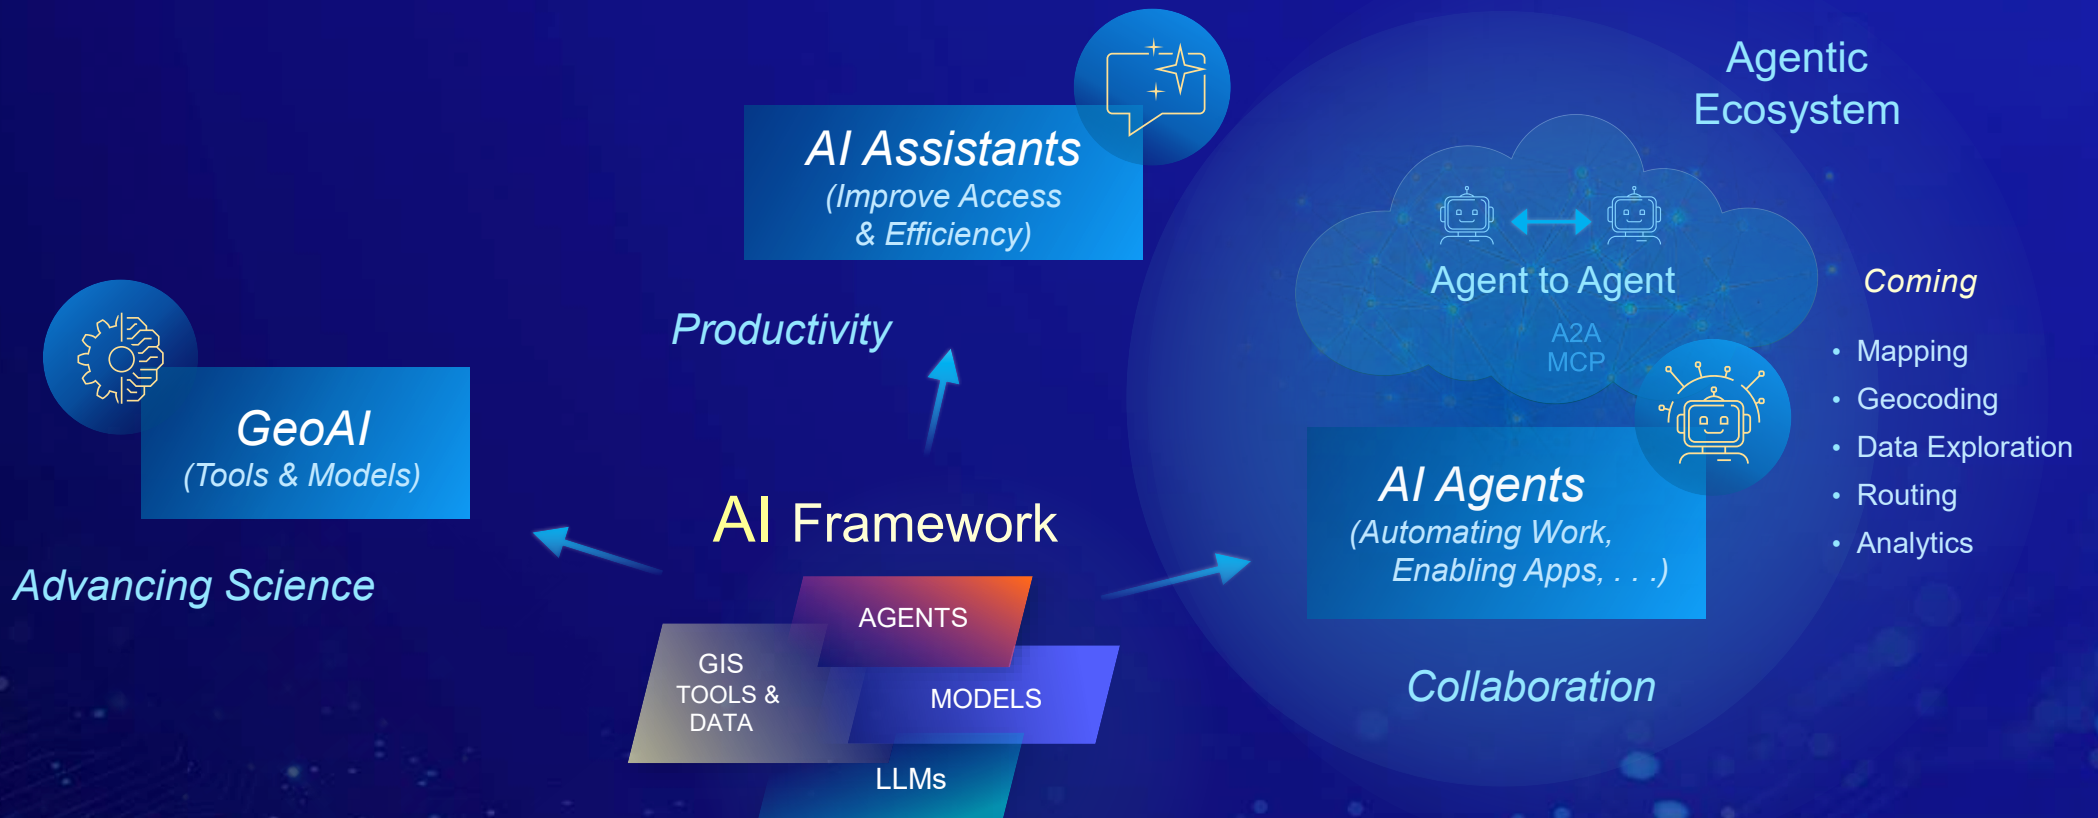 Agentic
Ecosystem
AI Assistants
(Improve Access
& Efficiency)
Productivity
Agent to Agent
A2A
MCP
Coming
• Mapping
• Geocoding
• Data Exploration
• Routing
• Analytics
GeoAI
(Tools & Models)
Advancing Science
AI Framework
AGENTS
GIS
TOOLS &
DATA
MODELS
LLMs
AI Agents
(Automating Work,
Enabling Apps, . . .)
Collaboration